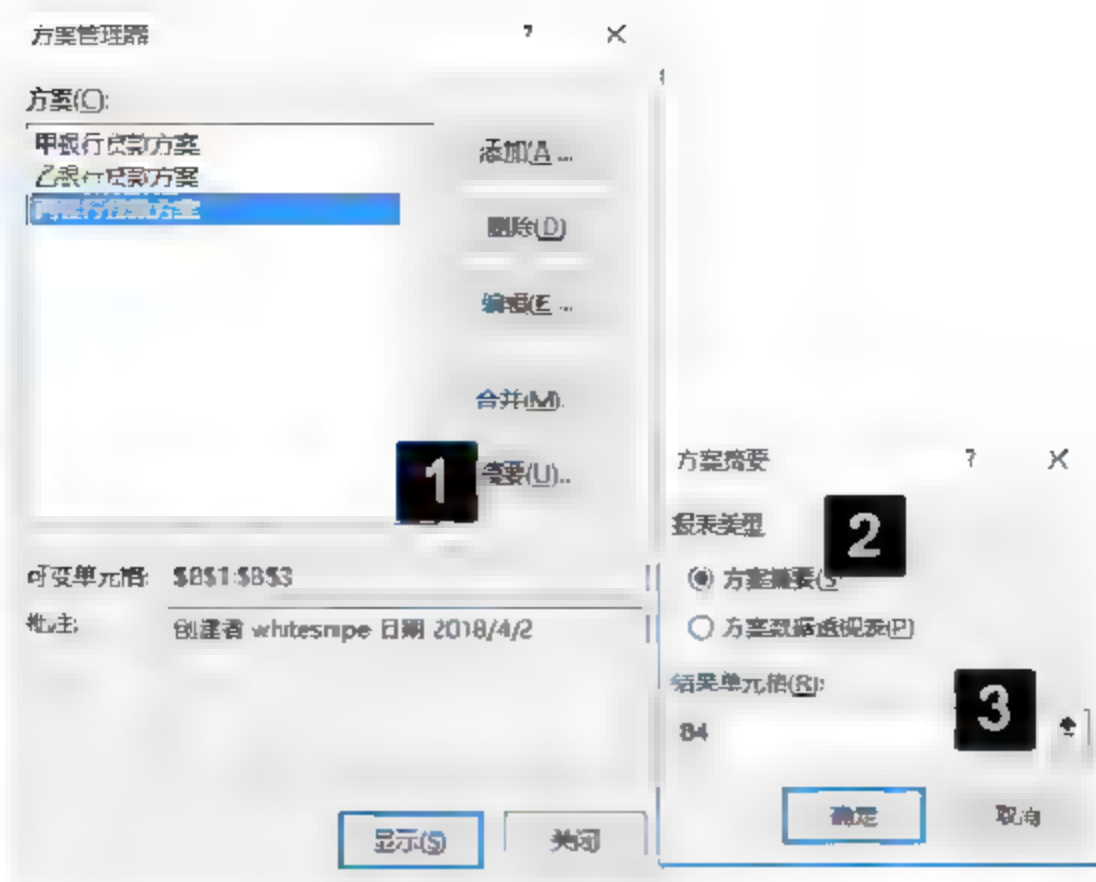 方案管理器
方案(C):
甲银行贷款方案
乙银行贷款方案
丙银行贷款方案
添加(A ...
删除(D)
编辑(E ...
合并(M).
1
摘要(U)..
可变单元格: $B$1:$B$3
批注:
创建者 whitesnipe 日期 2018/4/2
显示(S)
关闭
方案摘要
报表类型
2
方案摘要(S
方案数据透视表(P)
结果单元格(R):
B4
3
确定
取消